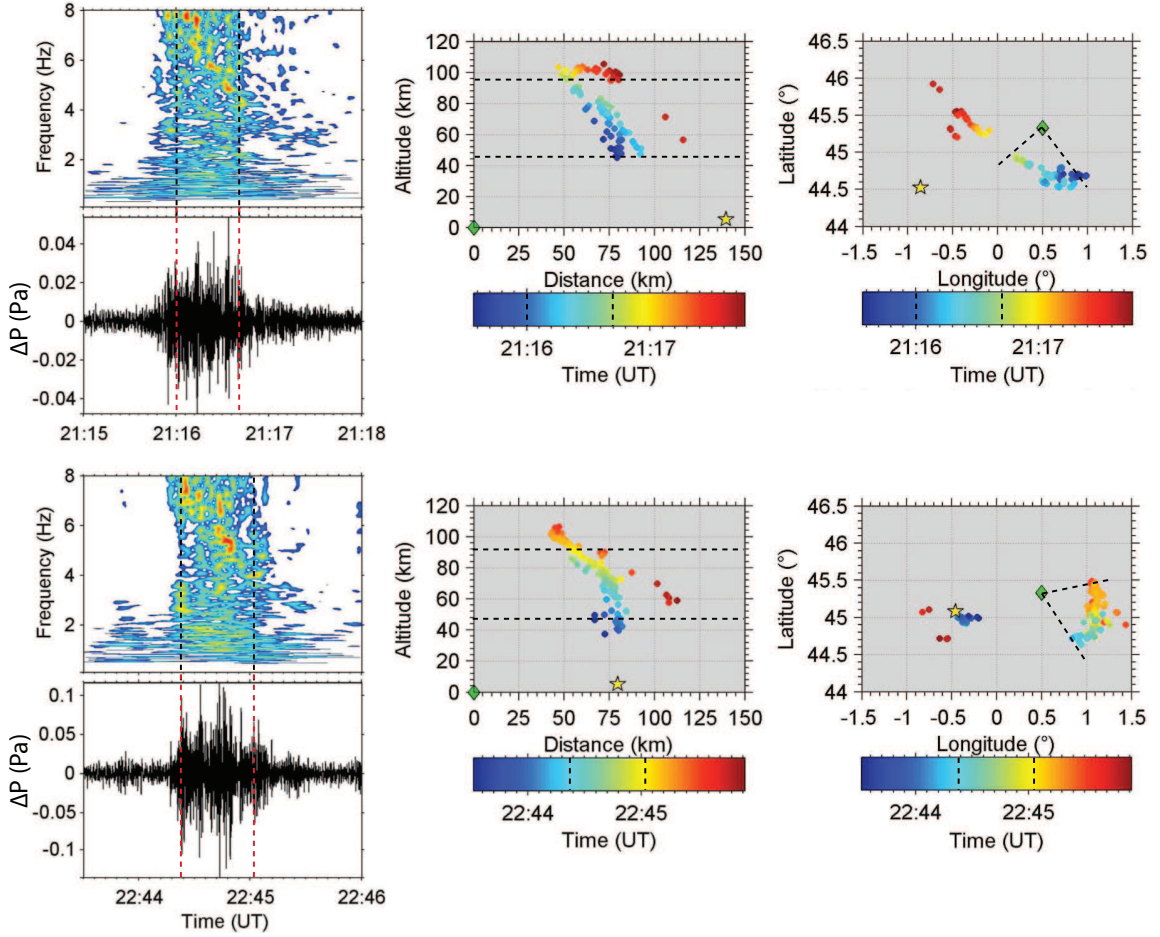 8
6
4
2
Frequency (Hz)
0.04
0.02
0
-0.02
-0.04
ΔP (Pa)
21:15 21:16 21:17 21:18
120
100
80
60
40
20
0
Altitude (km)
0 25 50 75 100 125 150
Distance (km)
21:16 21:17
Time (UT)
46.5
46
45.5
45
44.5
44
Latitude (°)
-1.5 -1 -0.5 0 0.5 1 1.5
Longitude (°)
21:16 21:17
Time (UT)
8
6
4
2
Frequency (Hz)
0.1
0.05
0
-0.05
-0.1
ΔP (Pa)
22:44 22:45 22:46
Time (UT)
120
100
80
60
40
20
0
Altitude (km)
0 25 50 75 100 125 150
Distance (km)
22:44 22:45
Time (UT)
46.5
46
45.5
45
44.5
44
Latitude (°)
-1.5 -1 -0.5 0 0.5 1 1.5
Longitude (°)
22:44 22:45
Time (UT)